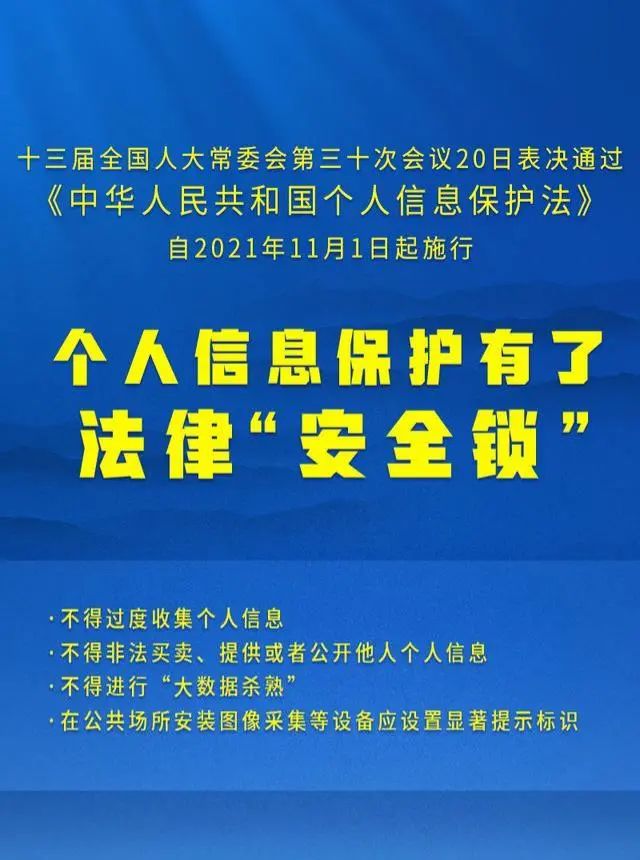 十三届全国人大常委会第三十次会议20日表决通过
《中华人民共和国个人信息保护法》
自2021年11月1日起施行
个人信息保护有了
法律“安全锁”
·不得过度收集个人信息
·不得非法买卖、提供或者公开他人个人信息
·不得进行“大数据杀熟”
·在公共场所安装图像采集等设备应设置显著提示标识